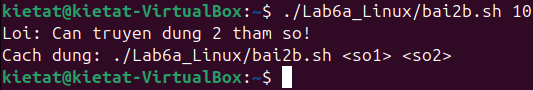 kietat@kietat-VirtualBox:~$ ./Lab6a_Linux/bai2b.sh 10
Loi: Can truyen dung 2 tham so!
Cach dung: ./Lab6a_Linux/bai2b.sh <so1> <so2>
kietat@kietat-VirtualBox:~$